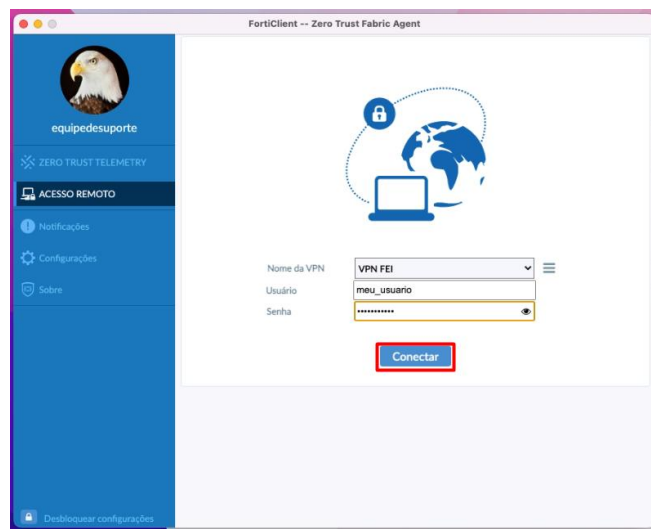 FortiClient -- Zero Trust Fabric Agent
equipedesuporte
ZERO TRUST TELEMETRY
ACESSO REMOTO
Notificações
Configurações
Sobre
Nome da VPN VPN FEI
Usuário meu_usuario
Senha •••••••••••
Conectar
Desbloquear configurações